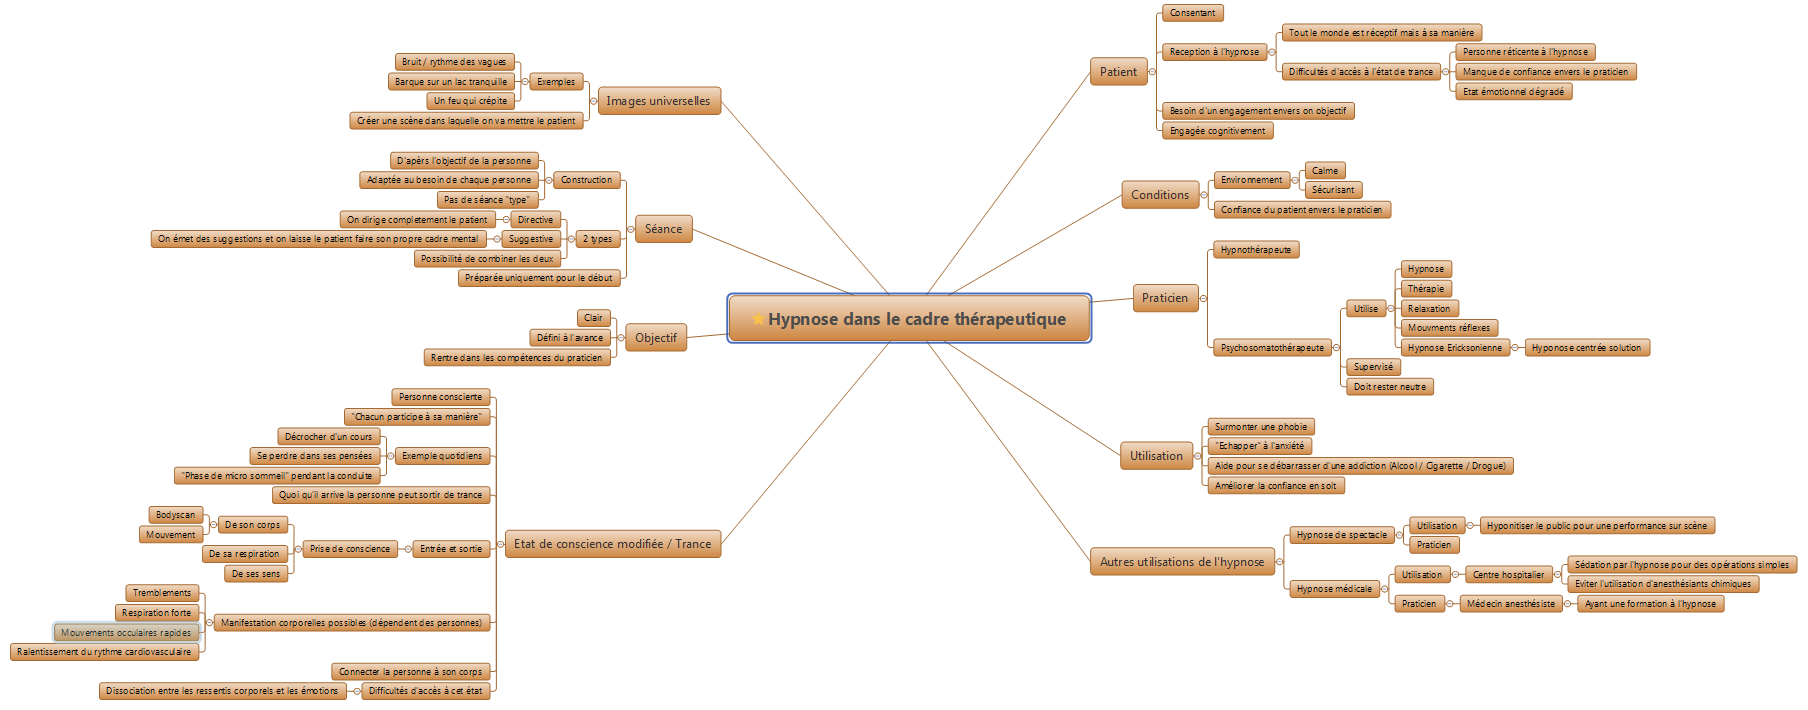 Hypnose dans le cadre thérapeutique
Images universelles
Exemples
Bruit / rythme des vagues
Barque sur un lac tranquille
Un feu qui crépite
Créer une scène dans laquelle on va mettre le patient
Séance
Construction
D'apèrs l'objectif de la personne
Adaptée au besoin de chaque personne
Pas de séance "type"
2 types
Directive
On dirige completement le patient
Suggestive
On émet des suggestions et on laisse le patient faire son propre cadre mental
Possibilité de combiner les deux
Préparée uniquement pour le début
Objectif
Clair
Défini à l'avance
Rentre dans les compétences du praticien
Etat de conscience modifiée / Trance
Personne consciente
"Chacun participe à sa manière"
Exemple quotidiens
Décrocher d'un cours
Se perdre dans ses pensées
"Phase de micro sommeil" pendant la conduite
Quoi qu'il arrive la personne peut sortir de trance
Entrée et sortie
Prise de conscience
De son corps
Bodyscan
Mouvement
De sa respiration
De ses sens
Manifestation corporelles possibles (dépendent des personnes)
Tremblements
Respiration forte
Mouvements occulaires rapides
Ralentissement du rythme cardiovasculaire
Connecter la personne à son corps
Difficultés d'accès à cet état
Dissociation entre les ressentis corporels et les émotions
Patient
Consentant
Reception à l'hypnose
Tout le monde est réceptif mais à sa manière
Difficultés d'accès à l'état de trance
Personne réticente à l'hypnose
Manque de confiance envers le praticien
Etat émotionnel dégradé
Besoin d'un engagement envers on objectif
Engagée cognitivement
Conditions
Environnement
Calme
Sécurisant
Confiance du patient envers le praticien
Praticien
Hypnothérapeute
Psychosomatothérapeute
Utilise
Hypnose
Thérapie
Relaxation
Mouvments réflexes
Hypnose Ericksonienne
Hyponose centrée solution
Supervisé
Doit rester neutre
Utilisation
Surmonter une phobie
"Echapper" à l'anxiété
Aide pour se débarrasser d'une addiction (Alcool / Cigarette / Drogue)
Améliorer la confiance en soit
Autres utilisations de l'hypnose
Hypnose de spectacle
Utilisation
Hyponitiser le public pour une performance sur scène
Praticien
Hypnose médicale
Utilisation
Centre hospitalier
Sédation par l'hypnose pour des opérations simples
Eviter l'utilisation d'anesthésiants chimiques
Praticien
Médecin anesthésiste
Ayant une formation à l'hypnose